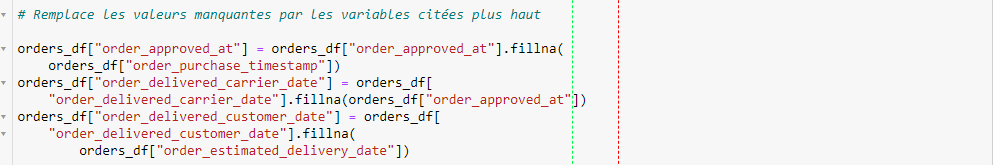 # Remplace les valeurs manquantes par les variables citées plus haut
orders_df["order_approved_at"] = orders_df["order_approved_at"].fillna(
orders_df["order_purchase_timestamp"])
orders_df["order_delivered_carrier_date"] = orders_df[
"order_delivered_carrier_date"].fillna(orders_df["order_approved_at"])
orders_df["order_delivered_customer_date"] = orders_df[
"order_delivered_customer_date"].fillna(
orders_df["order_estimated_delivery_date"])